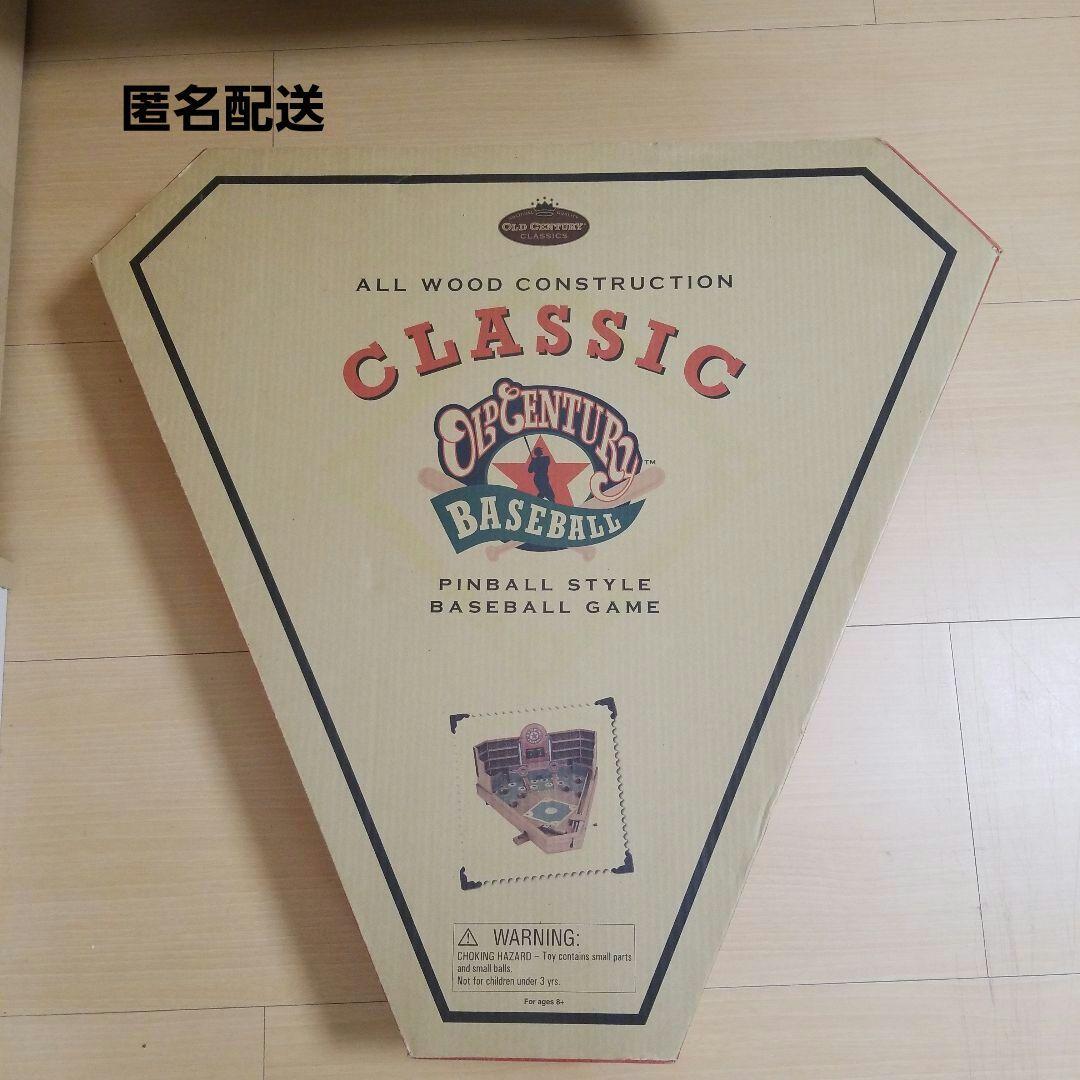 匿名配送
OLD CENTURY
CLASSICS
ALL WOOD CONSTRUCTION
CLASSIC
OLD CENTURY™
BASEBALL
PINBALL STYLE
BASEBALL GAME
WARNING:
CHOKING HAZARD – Toy contains small parts
and small balls.
Not for children under 3 yrs.
For ages 8+